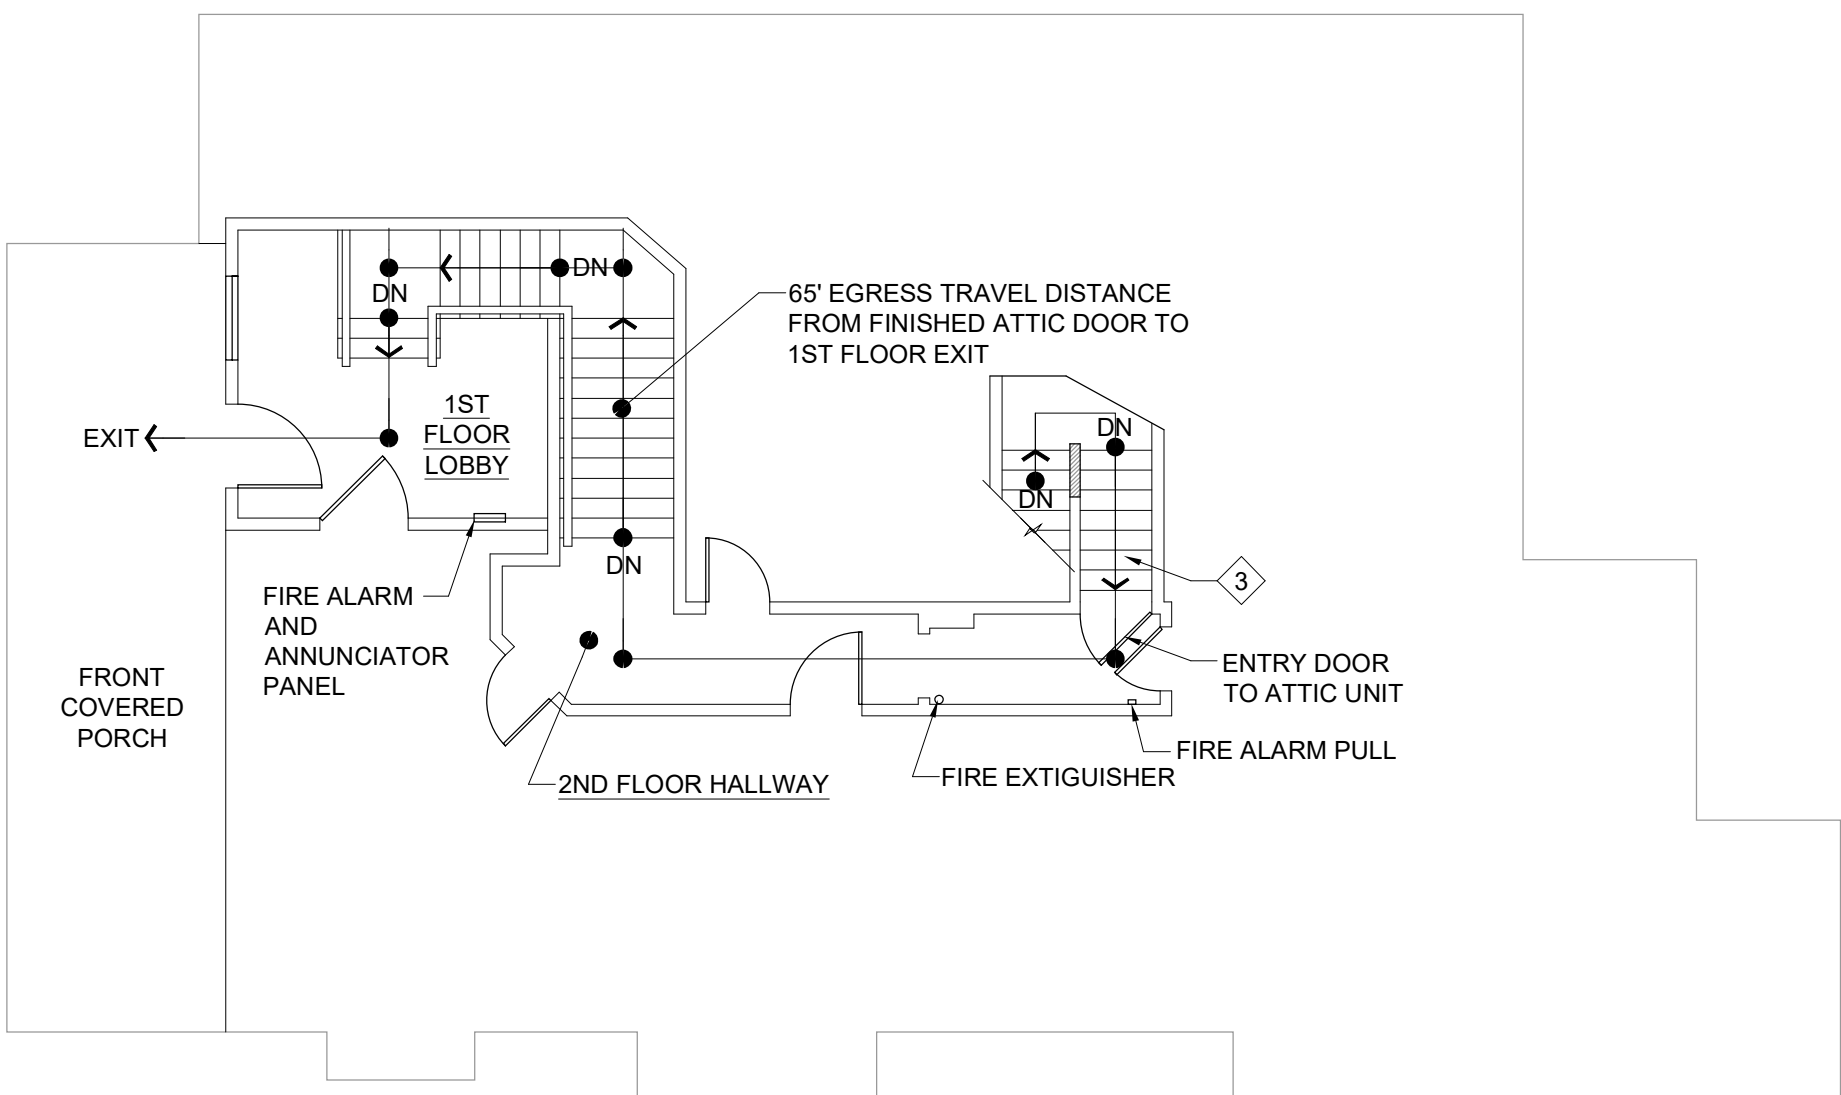 DN
DN
65' EGRESS TRAVEL DISTANCE
FROM FINISHED ATTIC DOOR TO
1ST FLOOR EXIT
EXIT
1ST
FLOOR
LOBBY
DN
DN
DN
3
FIRE ALARM
AND
ANNUNCIATOR
PANEL
FRONT
COVERED
PORCH
ENTRY DOOR
TO ATTIC UNIT
FIRE ALARM PULL
FIRE EXTIGUISHER
2ND FLOOR HALLWAY